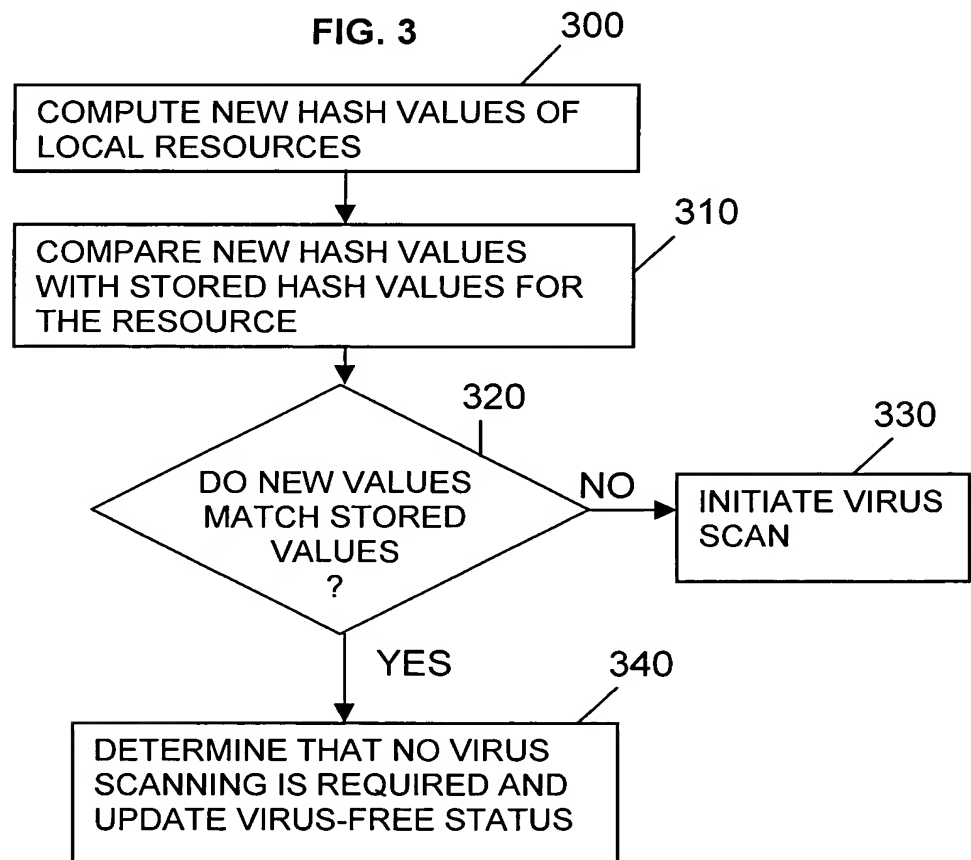 FIG. 3
300
COMPUTE NEW HASH VALUES OF
LOCAL RESOURCES
310
COMPARE NEW HASH VALUES
WITH STORED HASH VALUES FOR
THE RESOURCE
320
DO NEW VALUES
MATCH STORED
VALUES
?
NO
330
INITIATE VIRUS
SCAN
YES
340
DETERMINE THAT NO VIRUS
SCANNING IS REQUIRED AND
UPDATE VIRUS-FREE STATUS